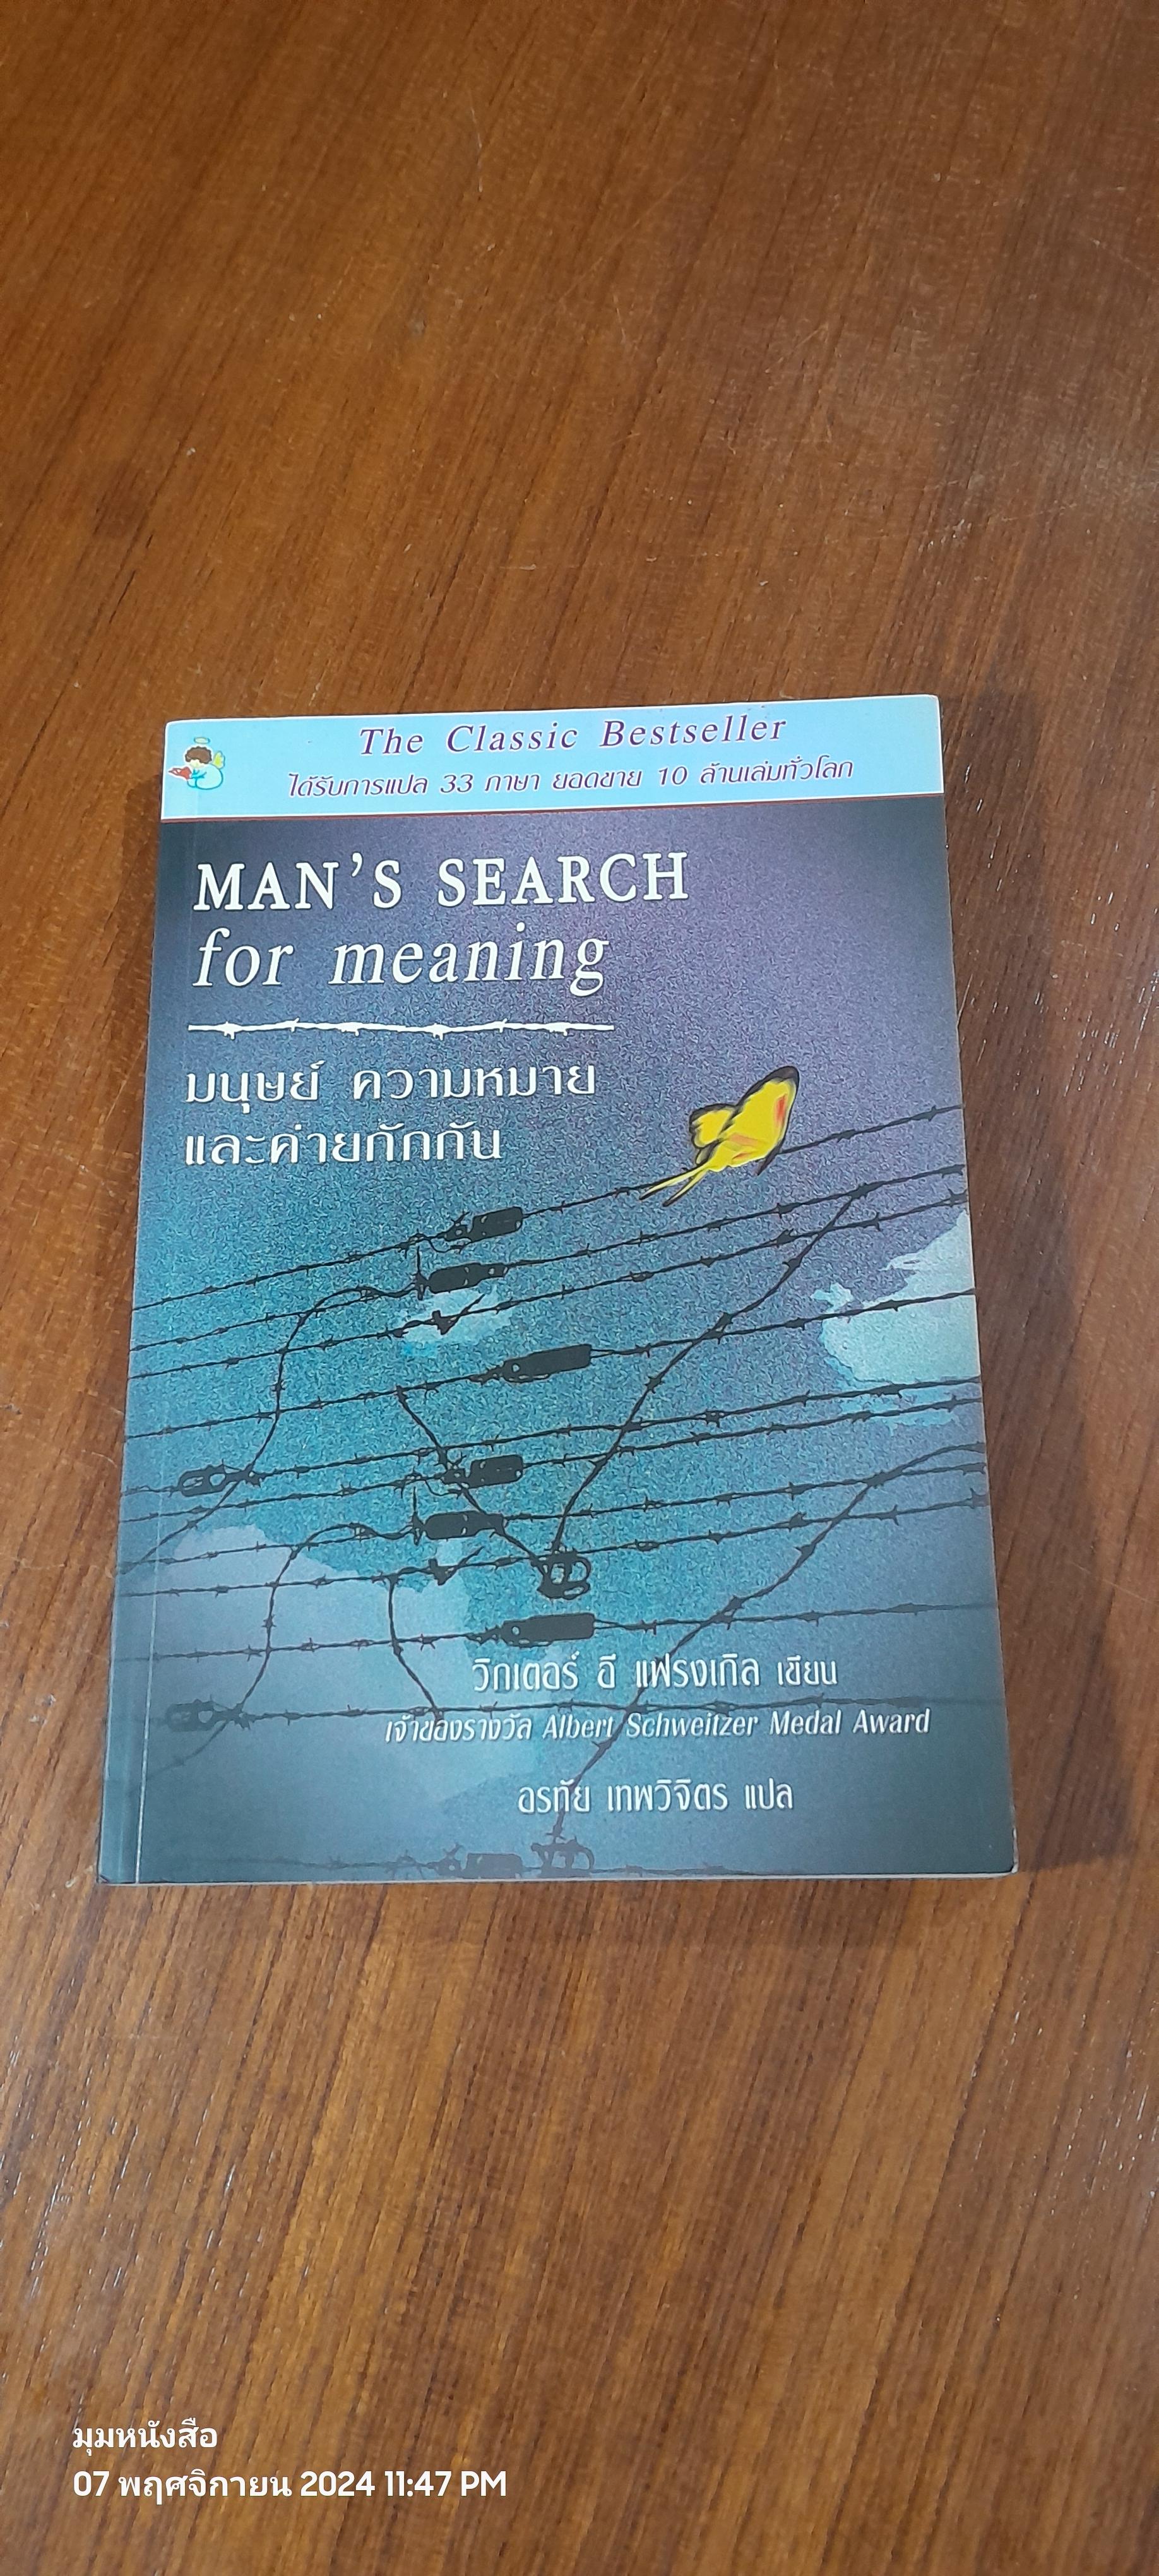 The Classic Bestseller
ได้รับการแปล 33 ภาษา ยอดขาย 10 ล้านเล่มทั่วโลก
MAN'S SEARCH
for meaning
มนุษย์ ความหมาย
และค่ายกักกัน
วิกเตอร์ อี แฟรงเกิล เขียน
เจ้าของรางวัล Albert Schweitzer Medal Award
อรทัย เทพวิจิตร แปล
มุมหนังสือ
07 พฤศจิกายน 2024 11:47 PM